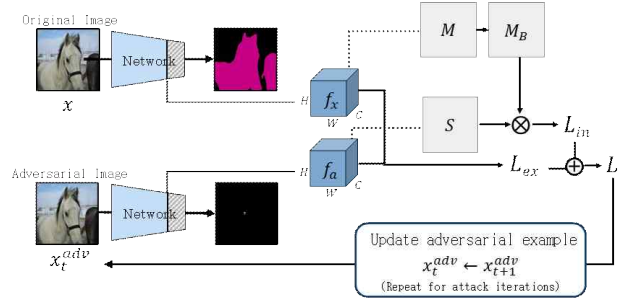 Original Image
Network
x
H
f_x
W
C
M
M_B
S
⊗
L_in
Adversarial Image
Network
x_t^adv
H
f_a
W
C
L_ex
⊕
L
Update adversarial example
x_t^adv ← x_{t+1}^adv
(Repeat for attack iterations)